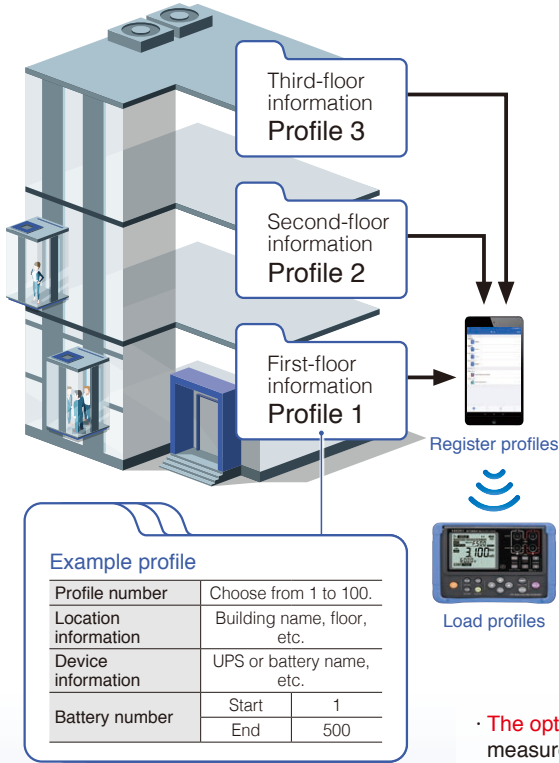 Third-floor
information
Profile 3
Second-floor
information
Profile 2
First-floor
information
Profile 1
Register profiles
Load profiles
Example profile
Profile number Choose from 1 to 100.
Location
information
Building name, floor,
etc.
Device
information
UPS or battery name,
etc.
Battery number
Start 1
End 500
· The opt
measure